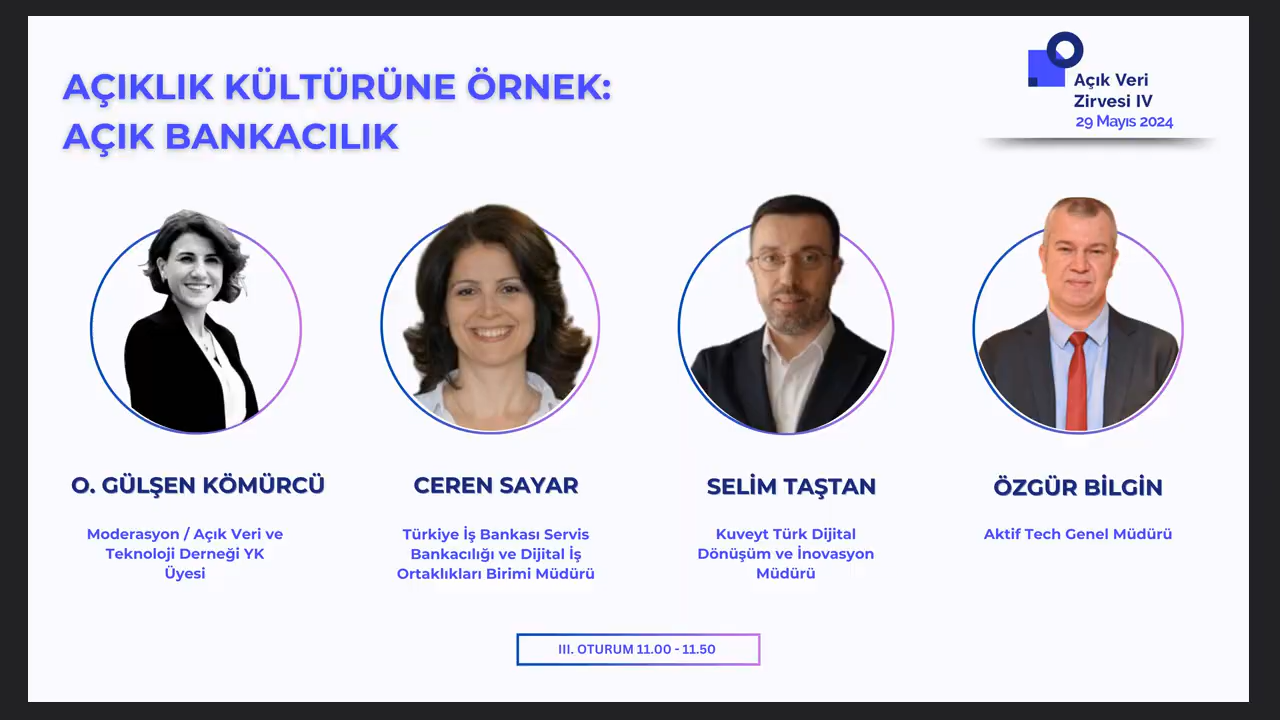 AÇIKLIK KÜLTÜRÜNE ÖRNEK:
AÇIK BANKACILIK
Açık Veri
Zirvesi IV
29 Mayıs 2024
O. GÜLŞEN KÖMÜRCÜ
Moderasyon / Açık Veri ve
Teknoloji Derneği YK
Üyesi
CEREN SAYAR
Türkiye İş Bankası Servis
Bankacılığı ve Dijital İş
Ortaklıkları Birimi Müdürü
SELİM TAŞTAN
Kuveyt Türk Dijital
Dönüşüm ve İnovasyon
Müdürü
ÖZGÜR BİLGİN
Aktif Tech Genel Müdürü
III. OTURUM 11.00 - 11.50